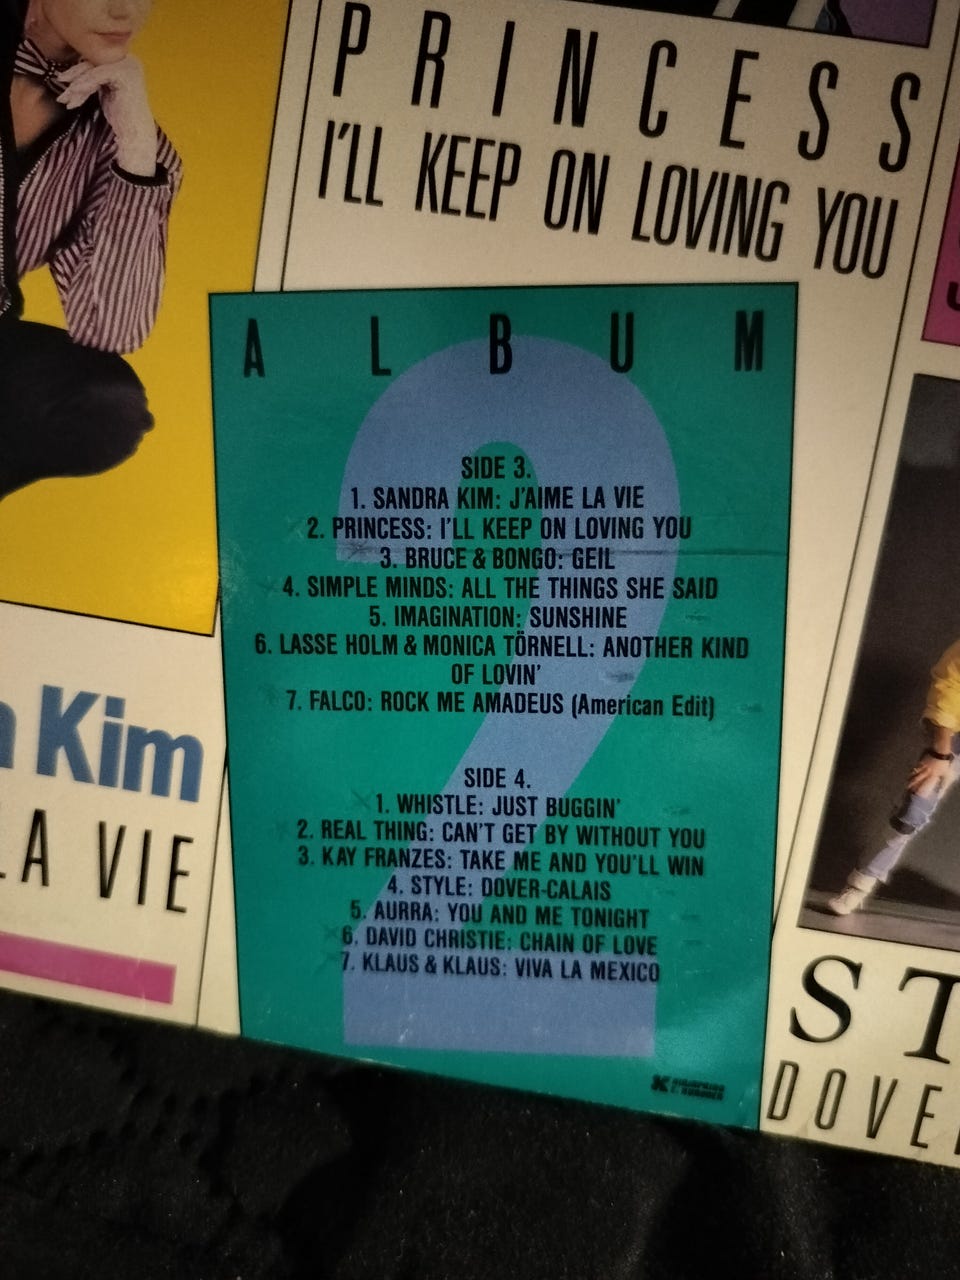 PRINCESS
I'LL KEEP ON LOVING YOU
ALBUM
2
SIDE 3.
1. SANDRA KIM: J'AIME LA VIE
2. PRINCESS: I'LL KEEP ON LOVING YOU
3. BRUCE & BONGO: GEIL
4. SIMPLE MINDS: ALL THE THINGS SHE SAID
5. IMAGINATION: SUNSHINE
6. LASSE HOLM & MONICA TÖRNELL: ANOTHER KIND
OF LOVIN'
7. FALCO: ROCK ME AMADEUS (American Edit)
SIDE 4.
1. WHISTLE: JUST BUGGIN'
2. REAL THING: CAN'T GET BY WITHOUT YOU
3. KAY FRANZES: TAKE ME AND YOU'LL WIN
4. STYLE: DOVER-CALAIS
5. AURRA: YOU AND ME TONIGHT
6. DAVID CHRISTIE: CHAIN OF LOVE
7. KLAUS & KLAUS: VIVA LA MEXICO
Kim
LA VIE
ST
DOVE